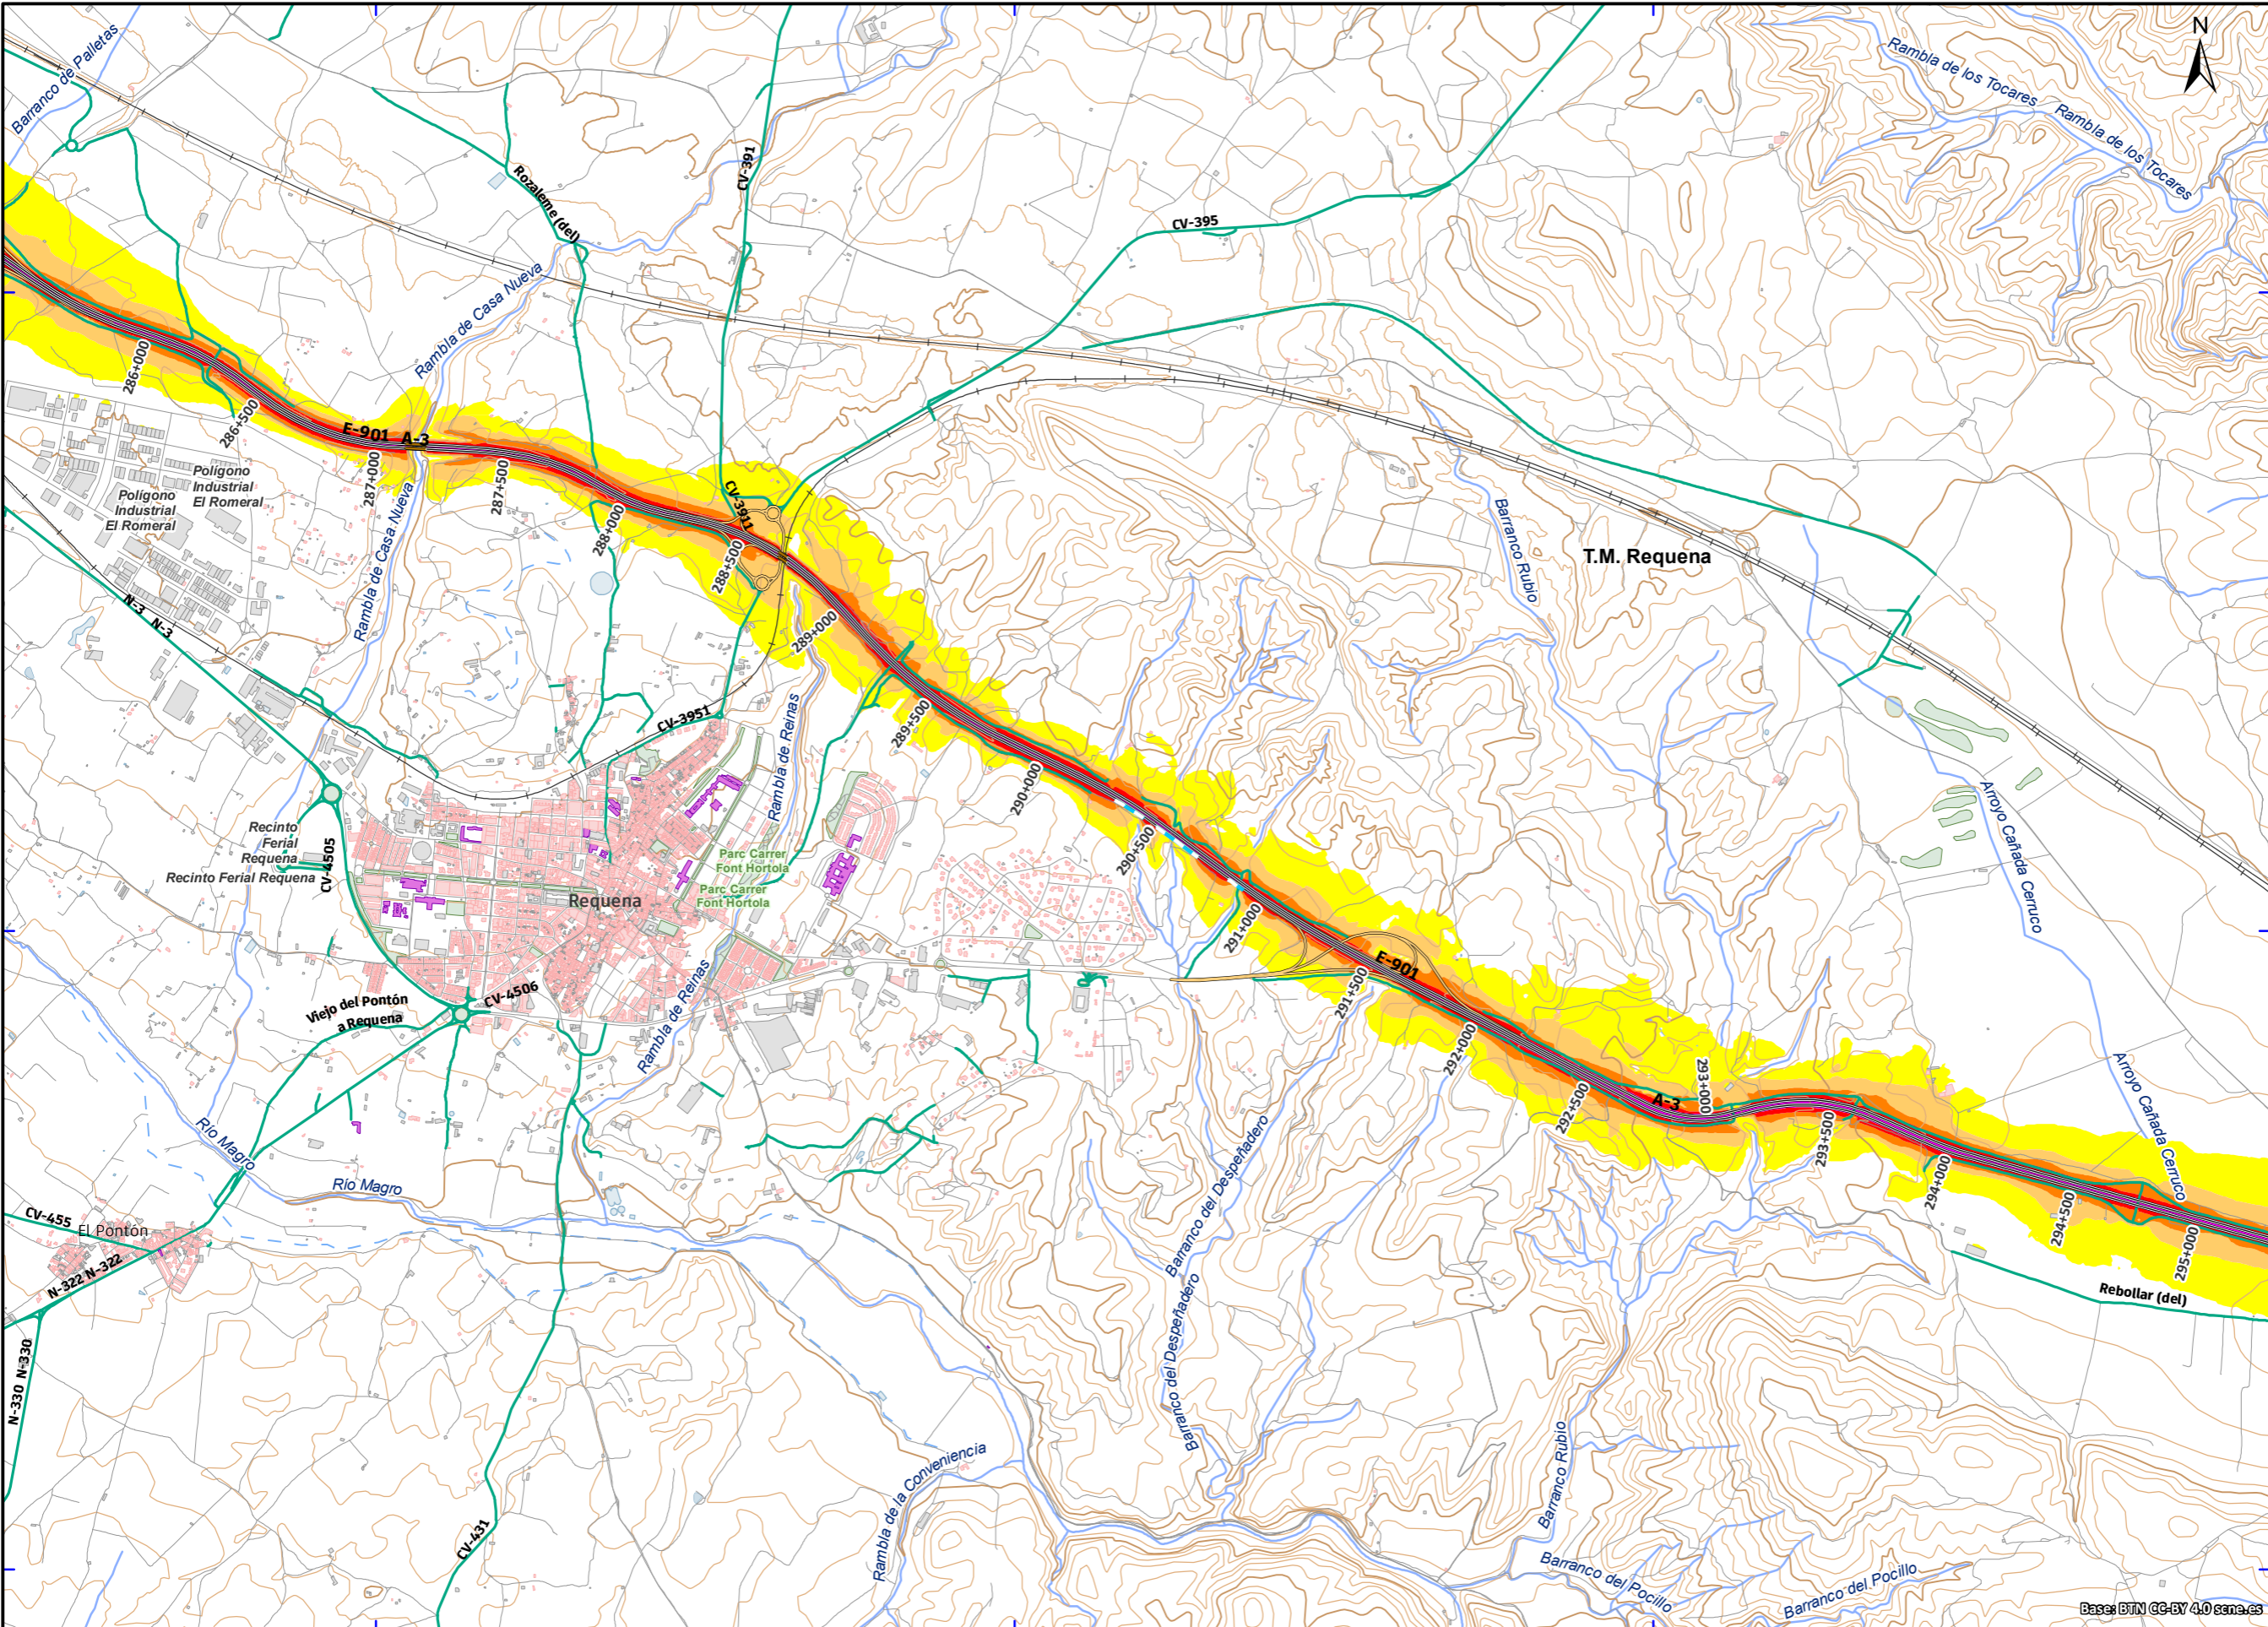 N
Barranco de Palletas
Rambla de los Tocares
Rambla de los Tocares
CV-391
Rozaleme (del)
CV-395
Rambla de Casa Nueva
286+000
286+500
E-901
A-3
287+000
287+500
288+000
CV-3911
288+500
289+000
Polígono
Industrial
El Romeral
Polígono
Industrial
El Romeral
Rambla de Casa Nueva
Barranco Rubio
T.M. Requena
N-3
N-3
CV-3951
Rambla de Reinas
289+500
290+000
290+500
291+000
Arroyo Cañada Cerruco
Recinto
Ferial
Requena
Recinto Ferial Requena
CV-4505
Parc Carrer
Font Hortola
Parc Carrer
Font Hortola
Requena
E-901
291+500
292+000
292+500
A-3
293+000
293+500
294+000
294+500
295+000
Viejo del Pontón
a Requena
CV-4506
Rambla de Reinas
Arroyo Cañada Cerruco
Río Magro
Río Magro
CV-455
El Pontón
N-322
N-322
N-330
N-330
Barranco del Despeñadero
Barranco del Despeñadero
Rebollar (del)
CV-431
Rambla de la Conveniencia
Barranco Rubio
Barranco del Pocillo
Barranco del Pocillo
Base: BTN CC-BY 4.0 scne.es